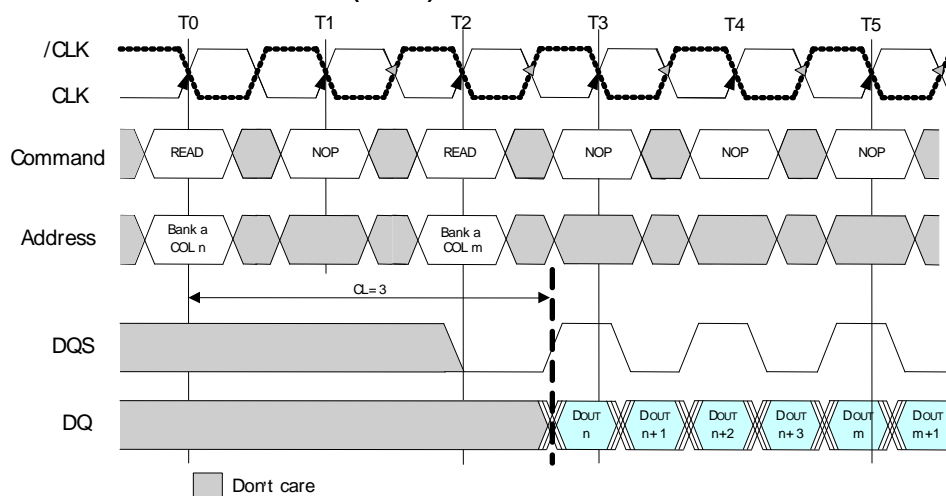 T0 T1 T2 T3 T4 T5
/CLK
CLK
Command READ NOP READ NOP NOP NOP
Address Bank a COL n Bank a COL m
CL= 3
DQS
DQ DOUT n DOUT n+1 DOUT n+2 DOUT n+3 DOUT m DOUT m+1
Don't care